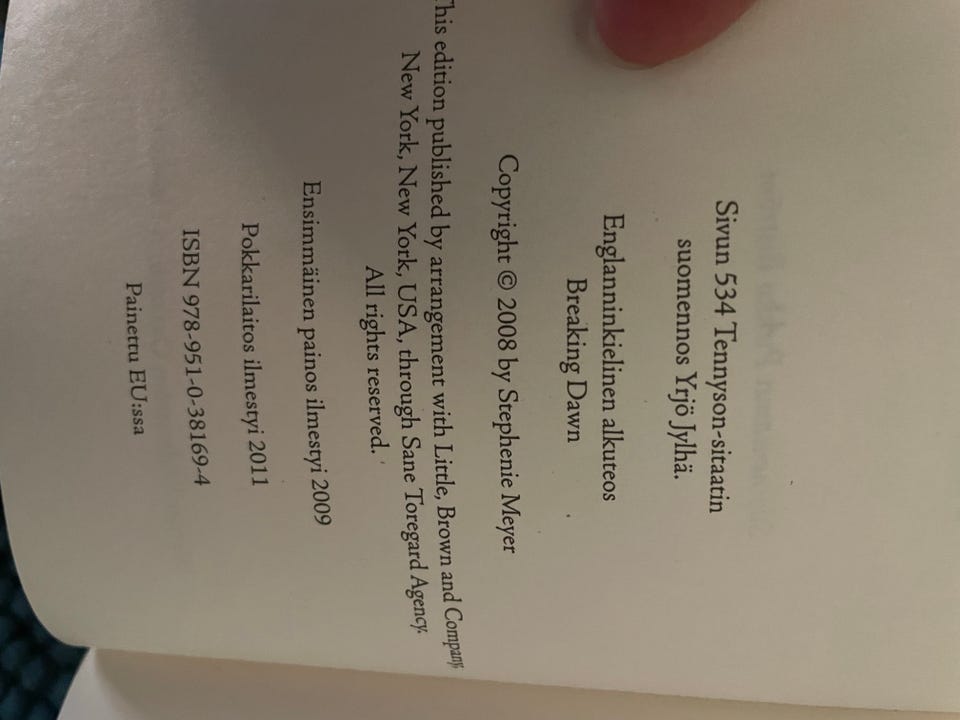 Sivun 534 Tennyson-sitaatin
suomennos Yrjö Jylhä.
Englanninkielinen alkuteos
Breaking Dawn
Copyright © 2008 by Stephenie Meyer
This edition published by arrangement with Little, Brown and Company,
New York, New York, USA, through Sane Toregard Agency.
All rights reserved.
Ensimmäinen painos ilmestyi 2009
Pokkarilaitos ilmestyi 2011
ISBN 978-951-0-38169-4
Painettu EU:ssa